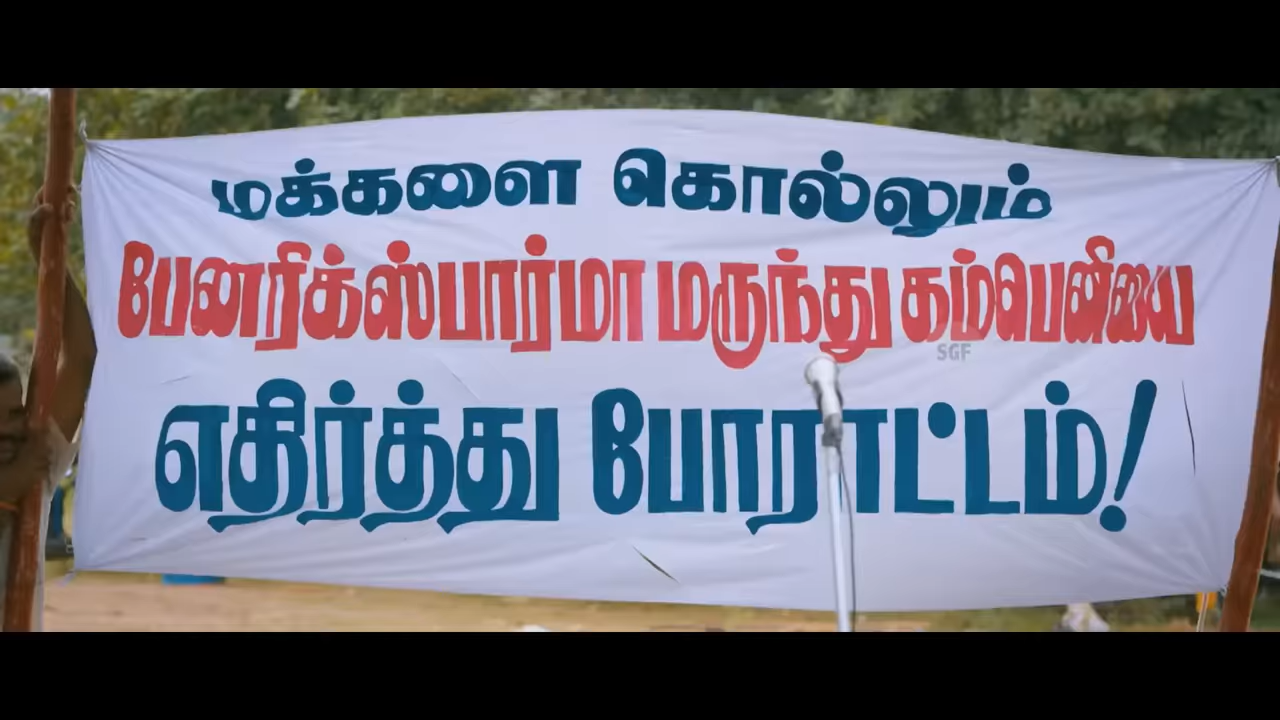 மக்களை கொல்லும்
பேனரிக்ஸ்பார்மா மருந்து கம்பெனியை
SGF
எதிர்த்து போராட்டம்!